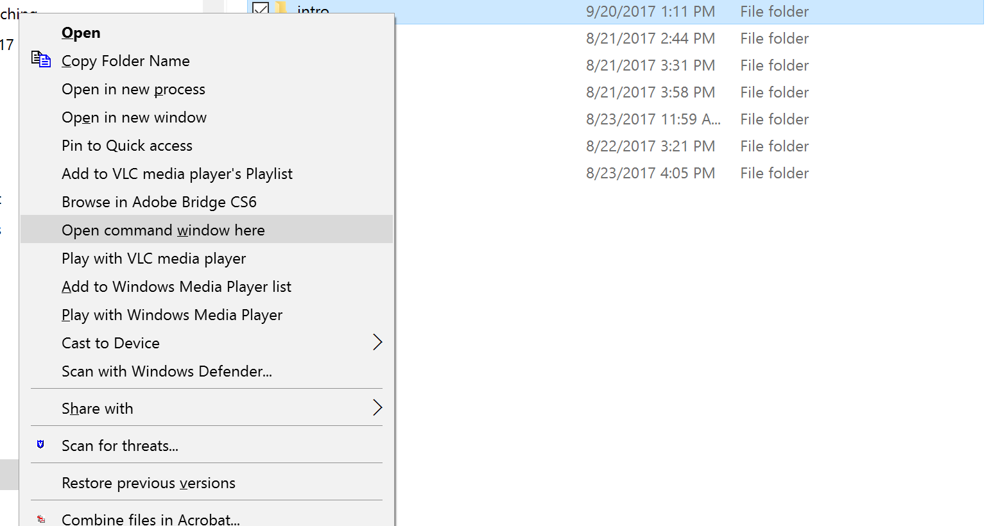 intro 9/20/2017 1:11 PM File folder
17 8/21/2017 2:44 PM File folder
8/21/2017 3:31 PM File folder
8/21/2017 3:58 PM File folder
8/23/2017 11:59 A... File folder
8/22/2017 3:21 PM File folder
8/23/2017 4:05 PM File folder
Open
Copy Folder Name
Open in new process
Open in new window
Pin to Quick access
Add to VLC media player's Playlist
Browse in Adobe Bridge CS6
Open command window here
Play with VLC media player
Add to Windows Media Player list
Play with Windows Media Player
Cast to Device
Scan with Windows Defender...
Share with
Scan for threats...
Restore previous versions
Combine files in Acrobat...